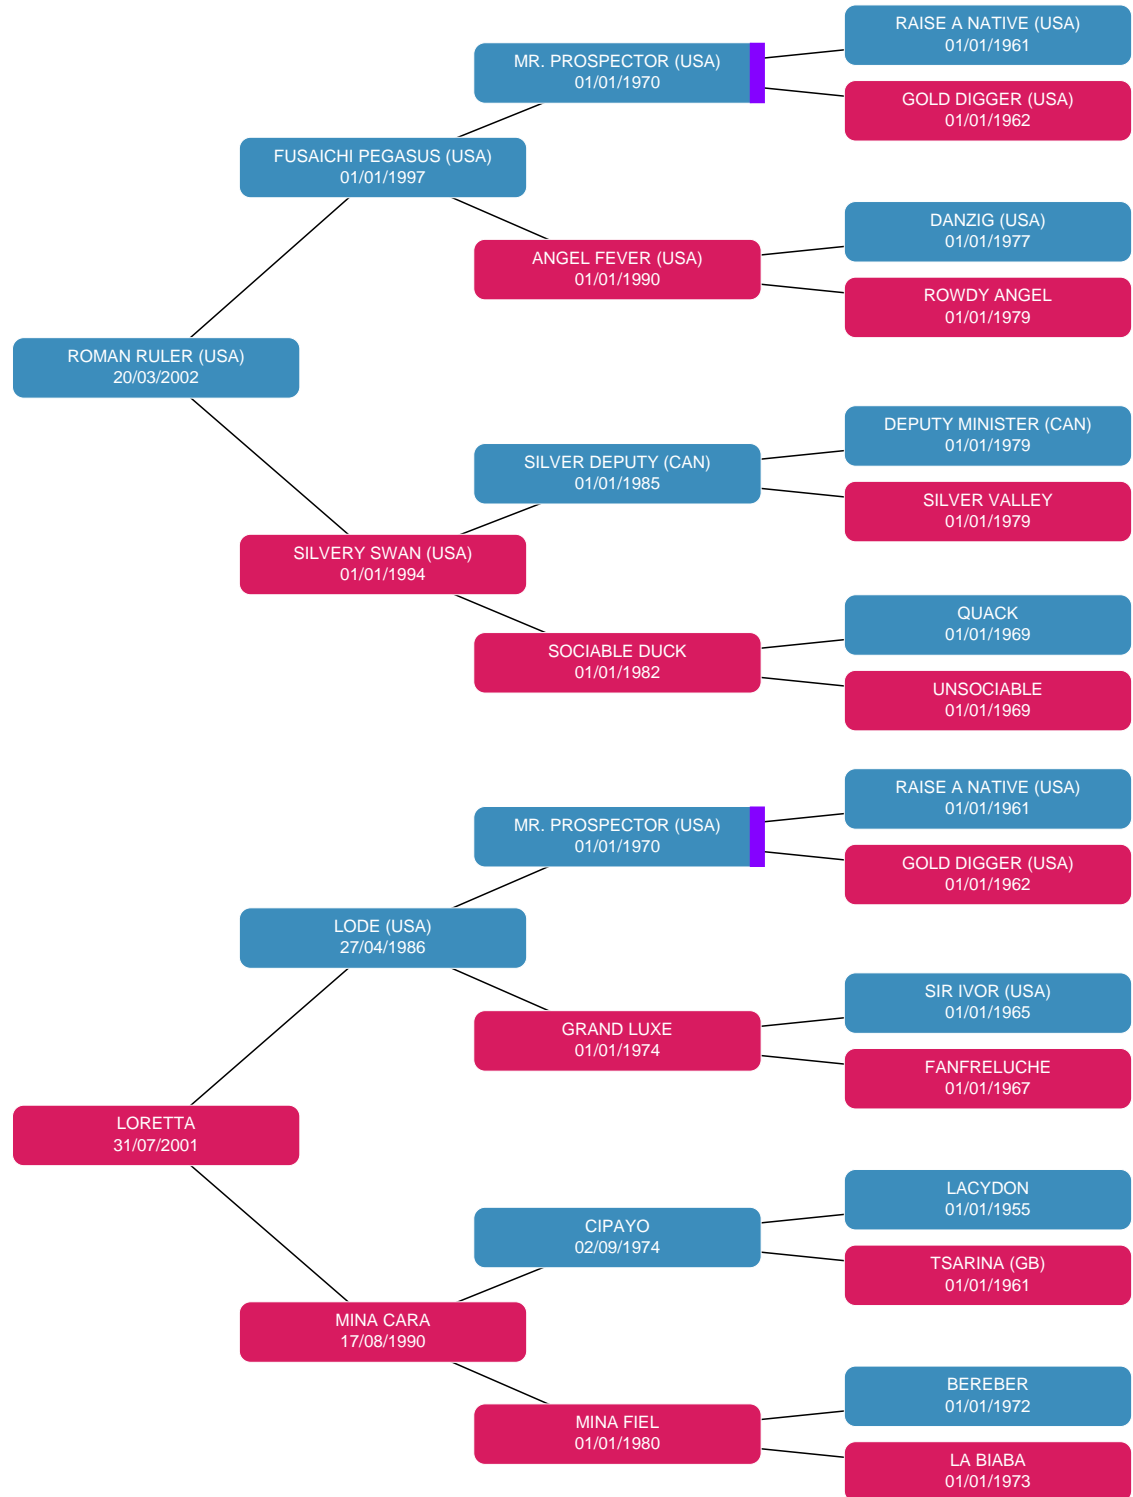 RAISE A NATIVE (USA)
01/01/1961
MR. PROSPECTOR (USA)
01/01/1970
GOLD DIGGER (USA)
01/01/1962
FUSAICHI PEGASUS (USA)
01/01/1997
DANZIG (USA)
01/01/1977
ANGEL FEVER (USA)
01/01/1990
ROWDY ANGEL
01/01/1979
ROMAN RULER (USA)
20/03/2002
DEPUTY MINISTER (CAN)
01/01/1979
SILVER DEPUTY (CAN)
01/01/1985
SILVER VALLEY
01/01/1979
SILVERY SWAN (USA)
01/01/1994
QUACK
01/01/1969
SOCIABLE DUCK
01/01/1982
UNSOCIABLE
01/01/1969
RAISE A NATIVE (USA)
01/01/1961
MR. PROSPECTOR (USA)
01/01/1970
GOLD DIGGER (USA)
01/01/1962
LODE (USA)
27/04/1986
SIR IVOR (USA)
01/01/1965
GRAND LUXE
01/01/1974
FANFRELUCHE
01/01/1967
LORETTA
31/07/2001
LACYDON
01/01/1955
CIPAYO
02/09/1974
TSARINA (GB)
01/01/1961
MINA CARA
17/08/1990
BEREBER
01/01/1972
MINA FIEL
01/01/1980
LA BIABA
01/01/1973